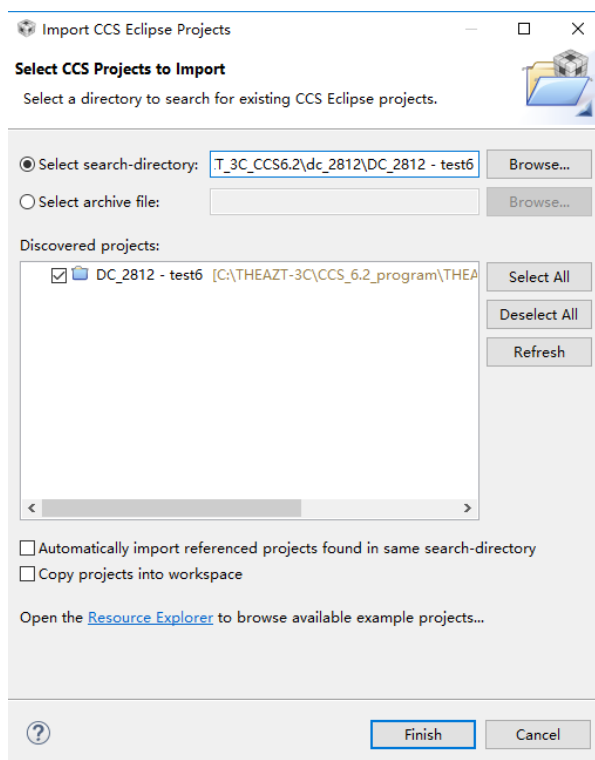 Import CCS Eclipse Projects
Select CCS Projects to Import
Select a directory to search for existing CCS Eclipse projects.
Select search-directory: T_3C_CCS6.2\dc_2812\DC_2812 - test6 Browse...
Select archive file: Browse...
Discovered projects:
DC_2812 - test6 [C:\THEAZT-3C\CCS_6.2_program\THEA
Select All
Deselect All
Refresh
Automatically import referenced projects found in same search-directory
Copy projects into workspace
Open the Resource Explorer to browse available example projects...
Finish Cancel